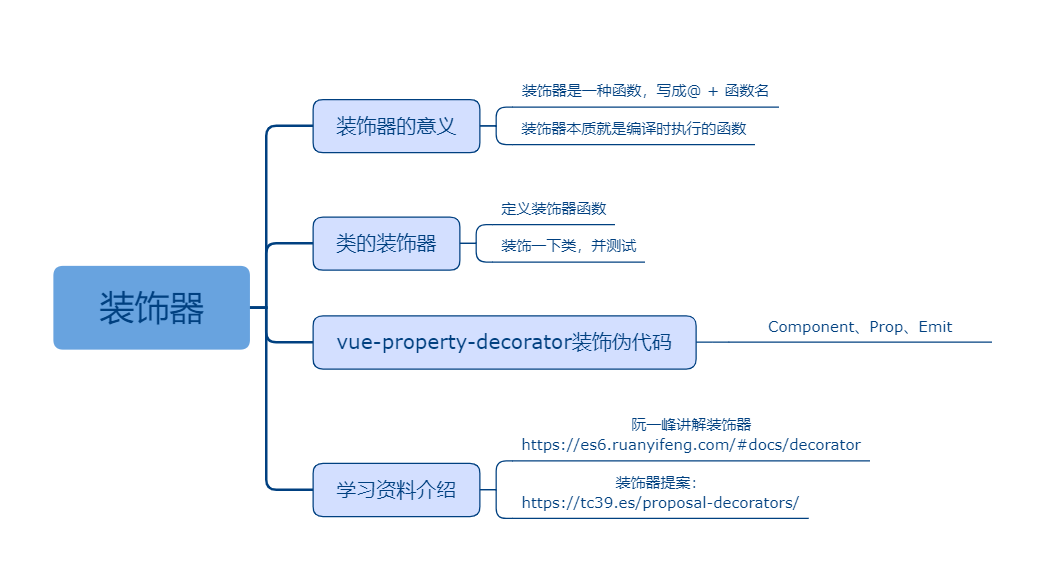 装饰器
装饰器的意义
装饰器是一种函数，写成@ + 函数名
装饰器本质就是编译时执行的函数
类的装饰器
定义装饰器函数
装饰一下类，并测试
vue-property-decorator装饰伪代码
Component、Prop、Emit
学习资料介绍
阮一峰讲解装饰器
https://es6.ruanyifeng.com/#docs/decorator
装饰器提案：
https://tc39.es/proposal-decorators/